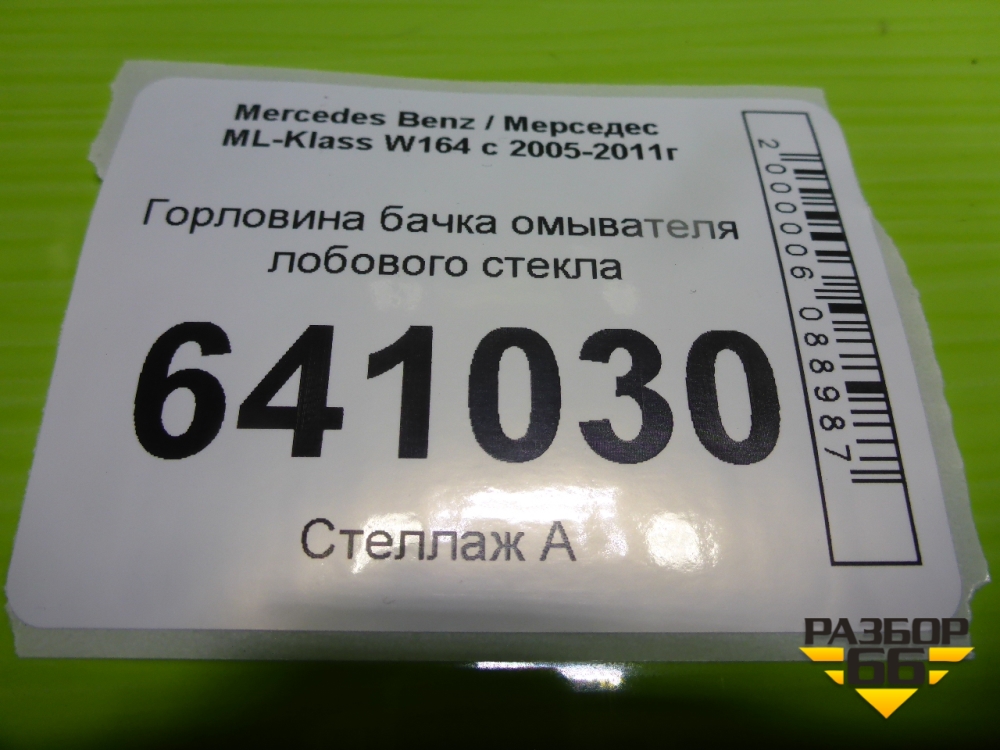 Mercedes Benz / Мерседес
ML-Klass W164 с 2005-2011г
Горловина бачка омывателя
лобового стекла
641030
Стеллаж А
2000006088987
РАЗБОР
66